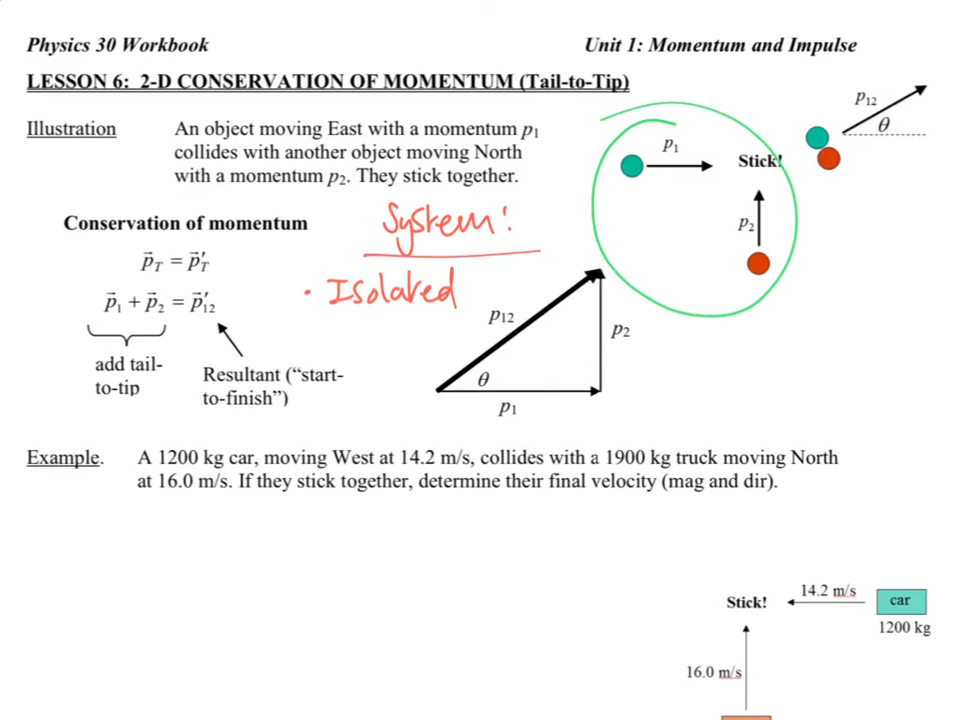 Physics 30 Workbook Unit 1: Momentum and Impulse
LESSON 6: 2-D CONSERVATION OF MOMENTUM (Tail-to-Tip)
Illustration An object moving East with a momentum p₁
collides with another object moving North
with a momentum p₂. They stick together.
p₁
Stick!
p₂
p₁₂
θ
Conservation of momentum
p⃗_T = p⃗′_T
p⃗₁ + p⃗₂ = p⃗′₁₂
add tail-
to-tip
Resultant ("start-
to-finish")
System:
• Isolated
p₁₂
p₂
θ
p₁
Example. A 1200 kg car, moving West at 14.2 m/s, collides with a 1900 kg truck moving North
at 16.0 m/s. If they stick together, determine their final velocity (mag and dir).
Stick!
14.2 m/s
car
1200 kg
16.0 m/s